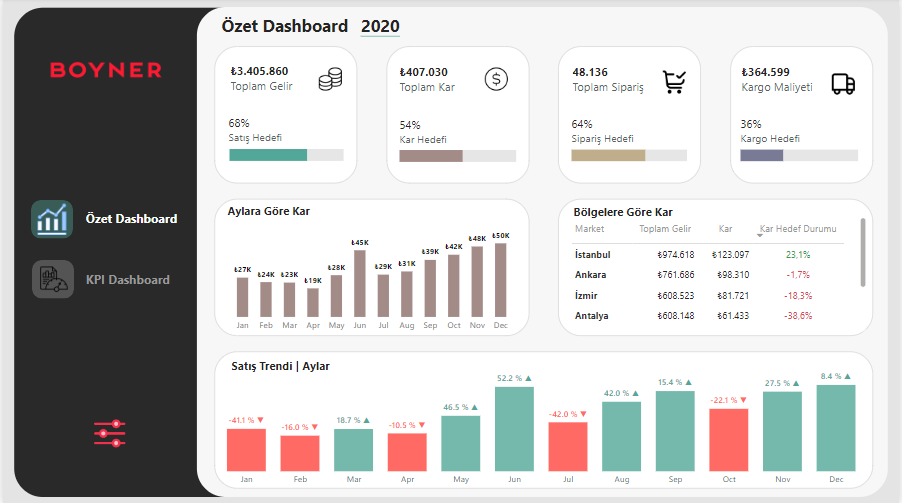 Özet Dashboard 2020
BOYNER
Özet Dashboard
KPI Dashboard
₺3.405.860
Toplam Gelir
68%
Satış Hedefi
₺407.030
Toplam Kar
54%
Kar Hedefi
48.136
Toplam Sipariş
64%
Sipariş Hedefi
₺364.599
Kargo Maliyeti
36%
Kargo Hedefi
Aylara Göre Kar
₺27K ₺24K ₺23K ₺19K ₺28K ₺45K ₺29K ₺31K ₺39K ₺42K ₺48K ₺50K
Jan Feb Mar Apr May Jun Jul Aug Sep Oct Nov Dec
Bölgelere Göre Kar
Market Toplam Gelir Kar Kar Hedef Durumu
İstanbul ₺974.618 ₺123.097 23,1%
Ankara ₺761.686 ₺98.310 -1,7%
İzmir ₺608.523 ₺81.721 -18,3%
Antalya ₺608.148 ₺61.433 -38,6%
Satış Trendi | Aylar
-41.1 % ▼ -16.0 % ▼ 18.7 % ▲ -10.5 % ▼ 46.5 % ▲ 52.2 % ▲ -42.0 % ▼ 42.0 % ▲ 15.4 % ▲ -22.1 % ▼ 27.5 % ▲ 8.4 % ▲
Jan Feb Mar Apr May Jun Jul Aug Sep Oct Nov Dec